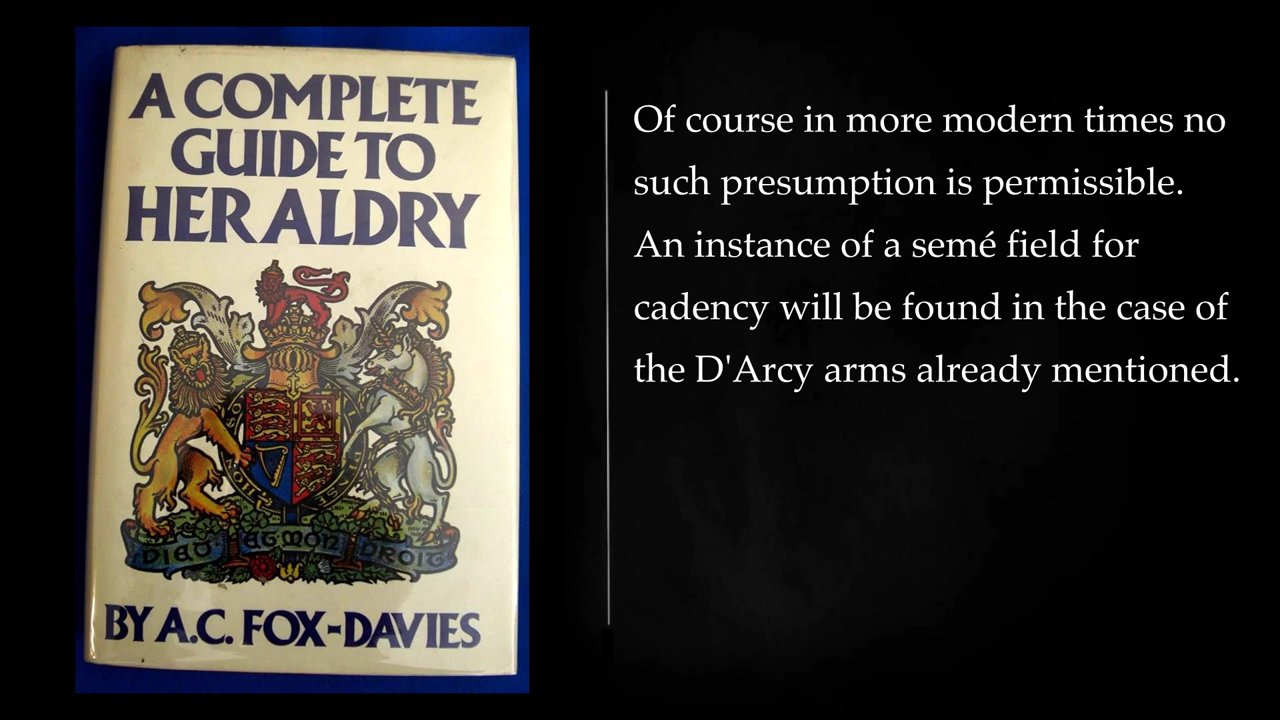 A COMPLETE
GUIDE TO
HERALDRY
DIEU ET MON DROIT
BY A.C. FOX-DAVIES
Of course in more modern times no
such presumption is permissible.
An instance of a semé field for
cadency will be found in the case of
the D'Arcy arms already mentioned.